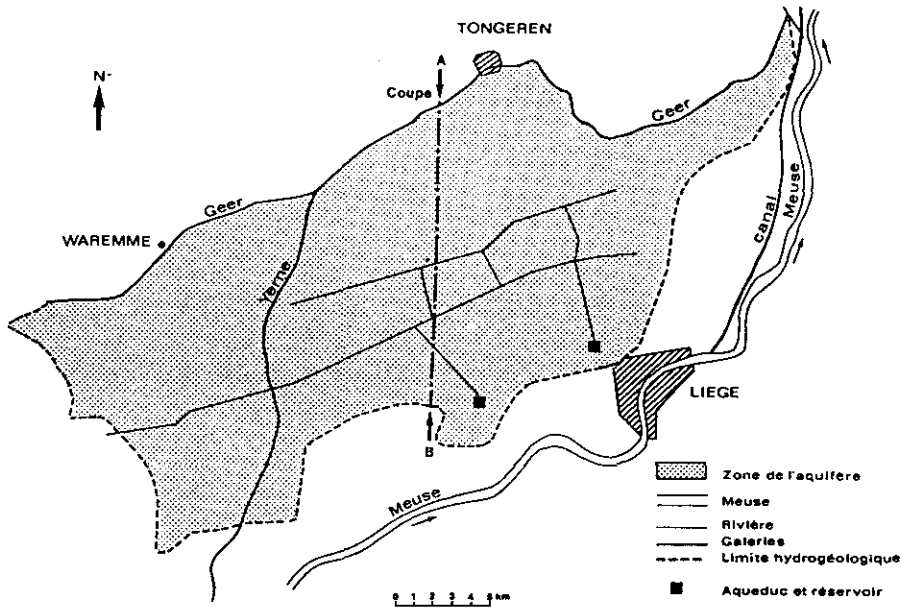 TONGEREN
A
N
Coupe
Geer
Geer
WAREMME
Yerne
canal
Meuse
LIEGE
B
Meuse
Zone de l'aquifère
Meuse
Rivière
Galeries
Limite hydrogéologique
Aqueduc et réservoir
0 1 2 3 4 5 km